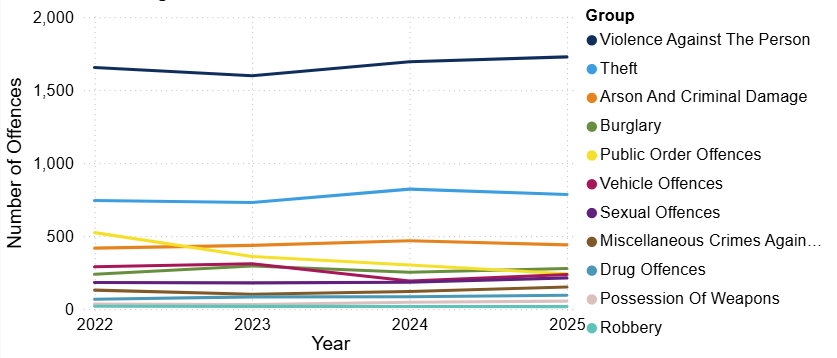 2,000
1,500
1,000
500
0
Number of Offences
2022
2023
2024
2025
Year
Group
Violence Against The Person
Theft
Arson And Criminal Damage
Burglary
Public Order Offences
Vehicle Offences
Sexual Offences
Miscellaneous Crimes Again…
Drug Offences
Possession Of Weapons
Robbery